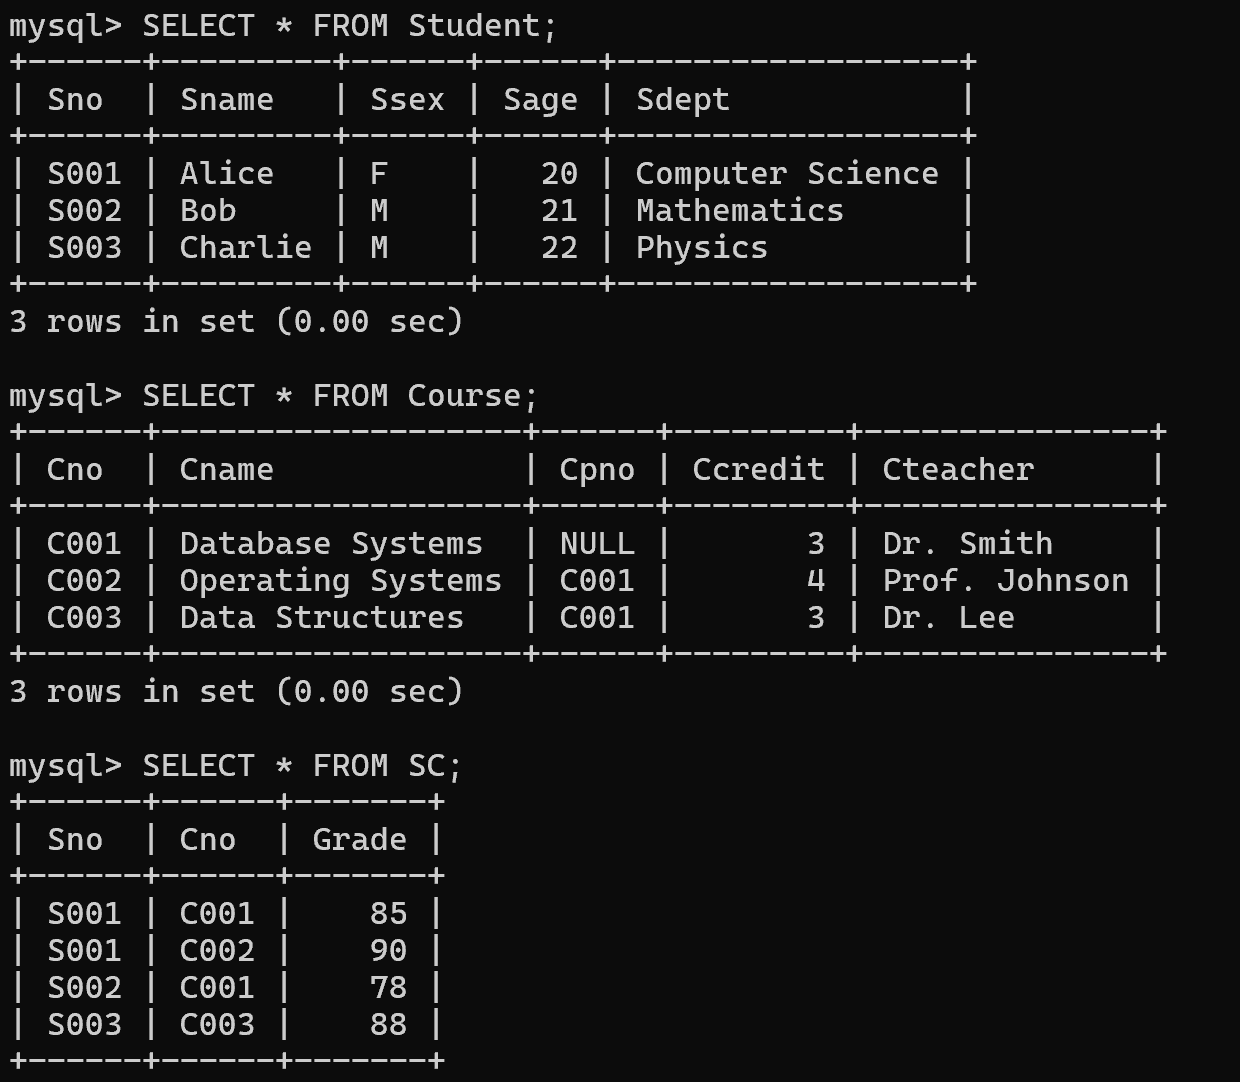 mysql> SELECT * FROM Student;
+------+---------+------+------+------------------+
| Sno  | Sname   | Ssex | Sage | Sdept            |
+------+---------+------+------+------------------+
| S001 | Alice   | F    |   20 | Computer Science |
| S002 | Bob     | M    |   21 | Mathematics      |
| S003 | Charlie | M    |   22 | Physics          |
+------+---------+------+------+------------------+
3 rows in set (0.00 sec)

mysql> SELECT * FROM Course;
+------+-------------------+------+---------+---------------+
| Cno  | Cname             | Cpno | Ccredit | Cteacher      |
+------+-------------------+------+---------+---------------+
| C001 | Database Systems  | NULL |       3 | Dr. Smith     |
| C002 | Operating Systems | C001 |       4 | Prof. Johnson |
| C003 | Data Structures   | C001 |       3 | Dr. Lee       |
+------+-------------------+------+---------+---------------+
3 rows in set (0.00 sec)

mysql> SELECT * FROM SC;
+------+------+-------+
| Sno  | Cno  | Grade |
+------+------+-------+
| S001 | C001 |    85 |
| S001 | C002 |    90 |
| S002 | C001 |    78 |
| S003 | C003 |    88 |
+------+------+-------+